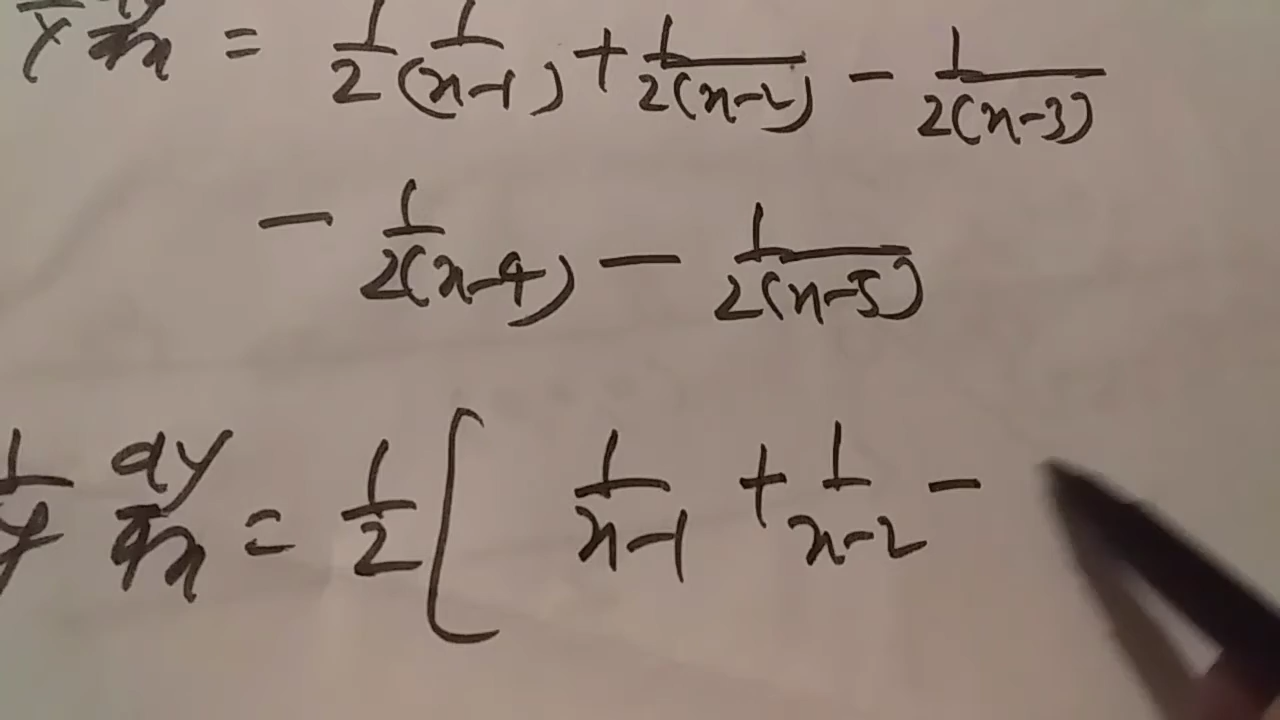 1/y dy/dx = 1/2 1/(x-1) + 1/2(x-2) - 1/2(x-3)
- 1/2(x-4) - 1/2(x-5)
1/y dy/dx = 1/2 [ 1/x-1 + 1/x-2 -